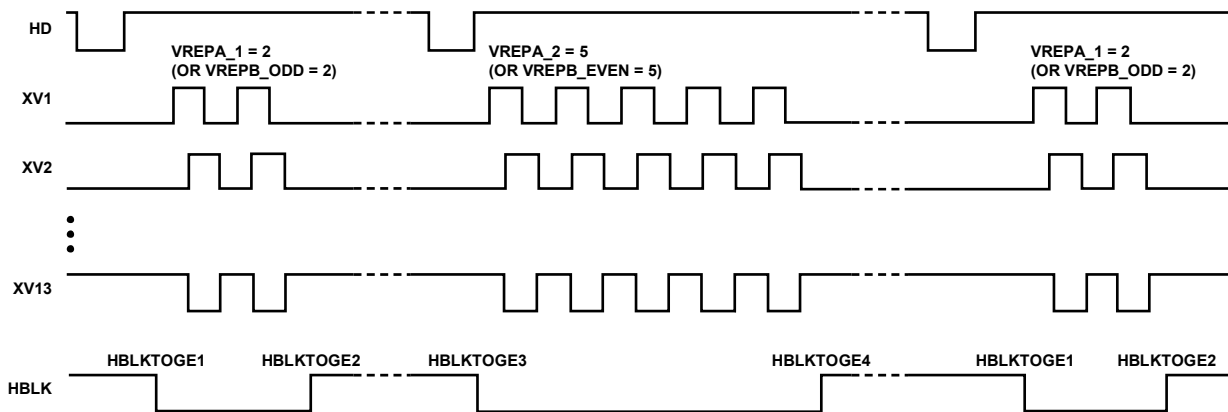 HD
VREPA_1 = 2
(OR VREPB_ODD = 2)
VREPA_2 = 5
(OR VREPB_EVEN = 5)
VREPA_1 = 2
(OR VREPB_ODD = 2)
XV1
XV2
XV13
HBLKTOGE1
HBLKTOGE2
HBLKTOGE3
HBLKTOGE4
HBLKTOGE1
HBLKTOGE2
HBLK